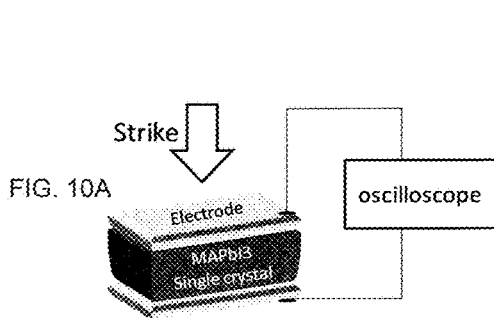 Strike
FIG. 10A
Electrode
oscilloscope
MAPbI3
Single crystal